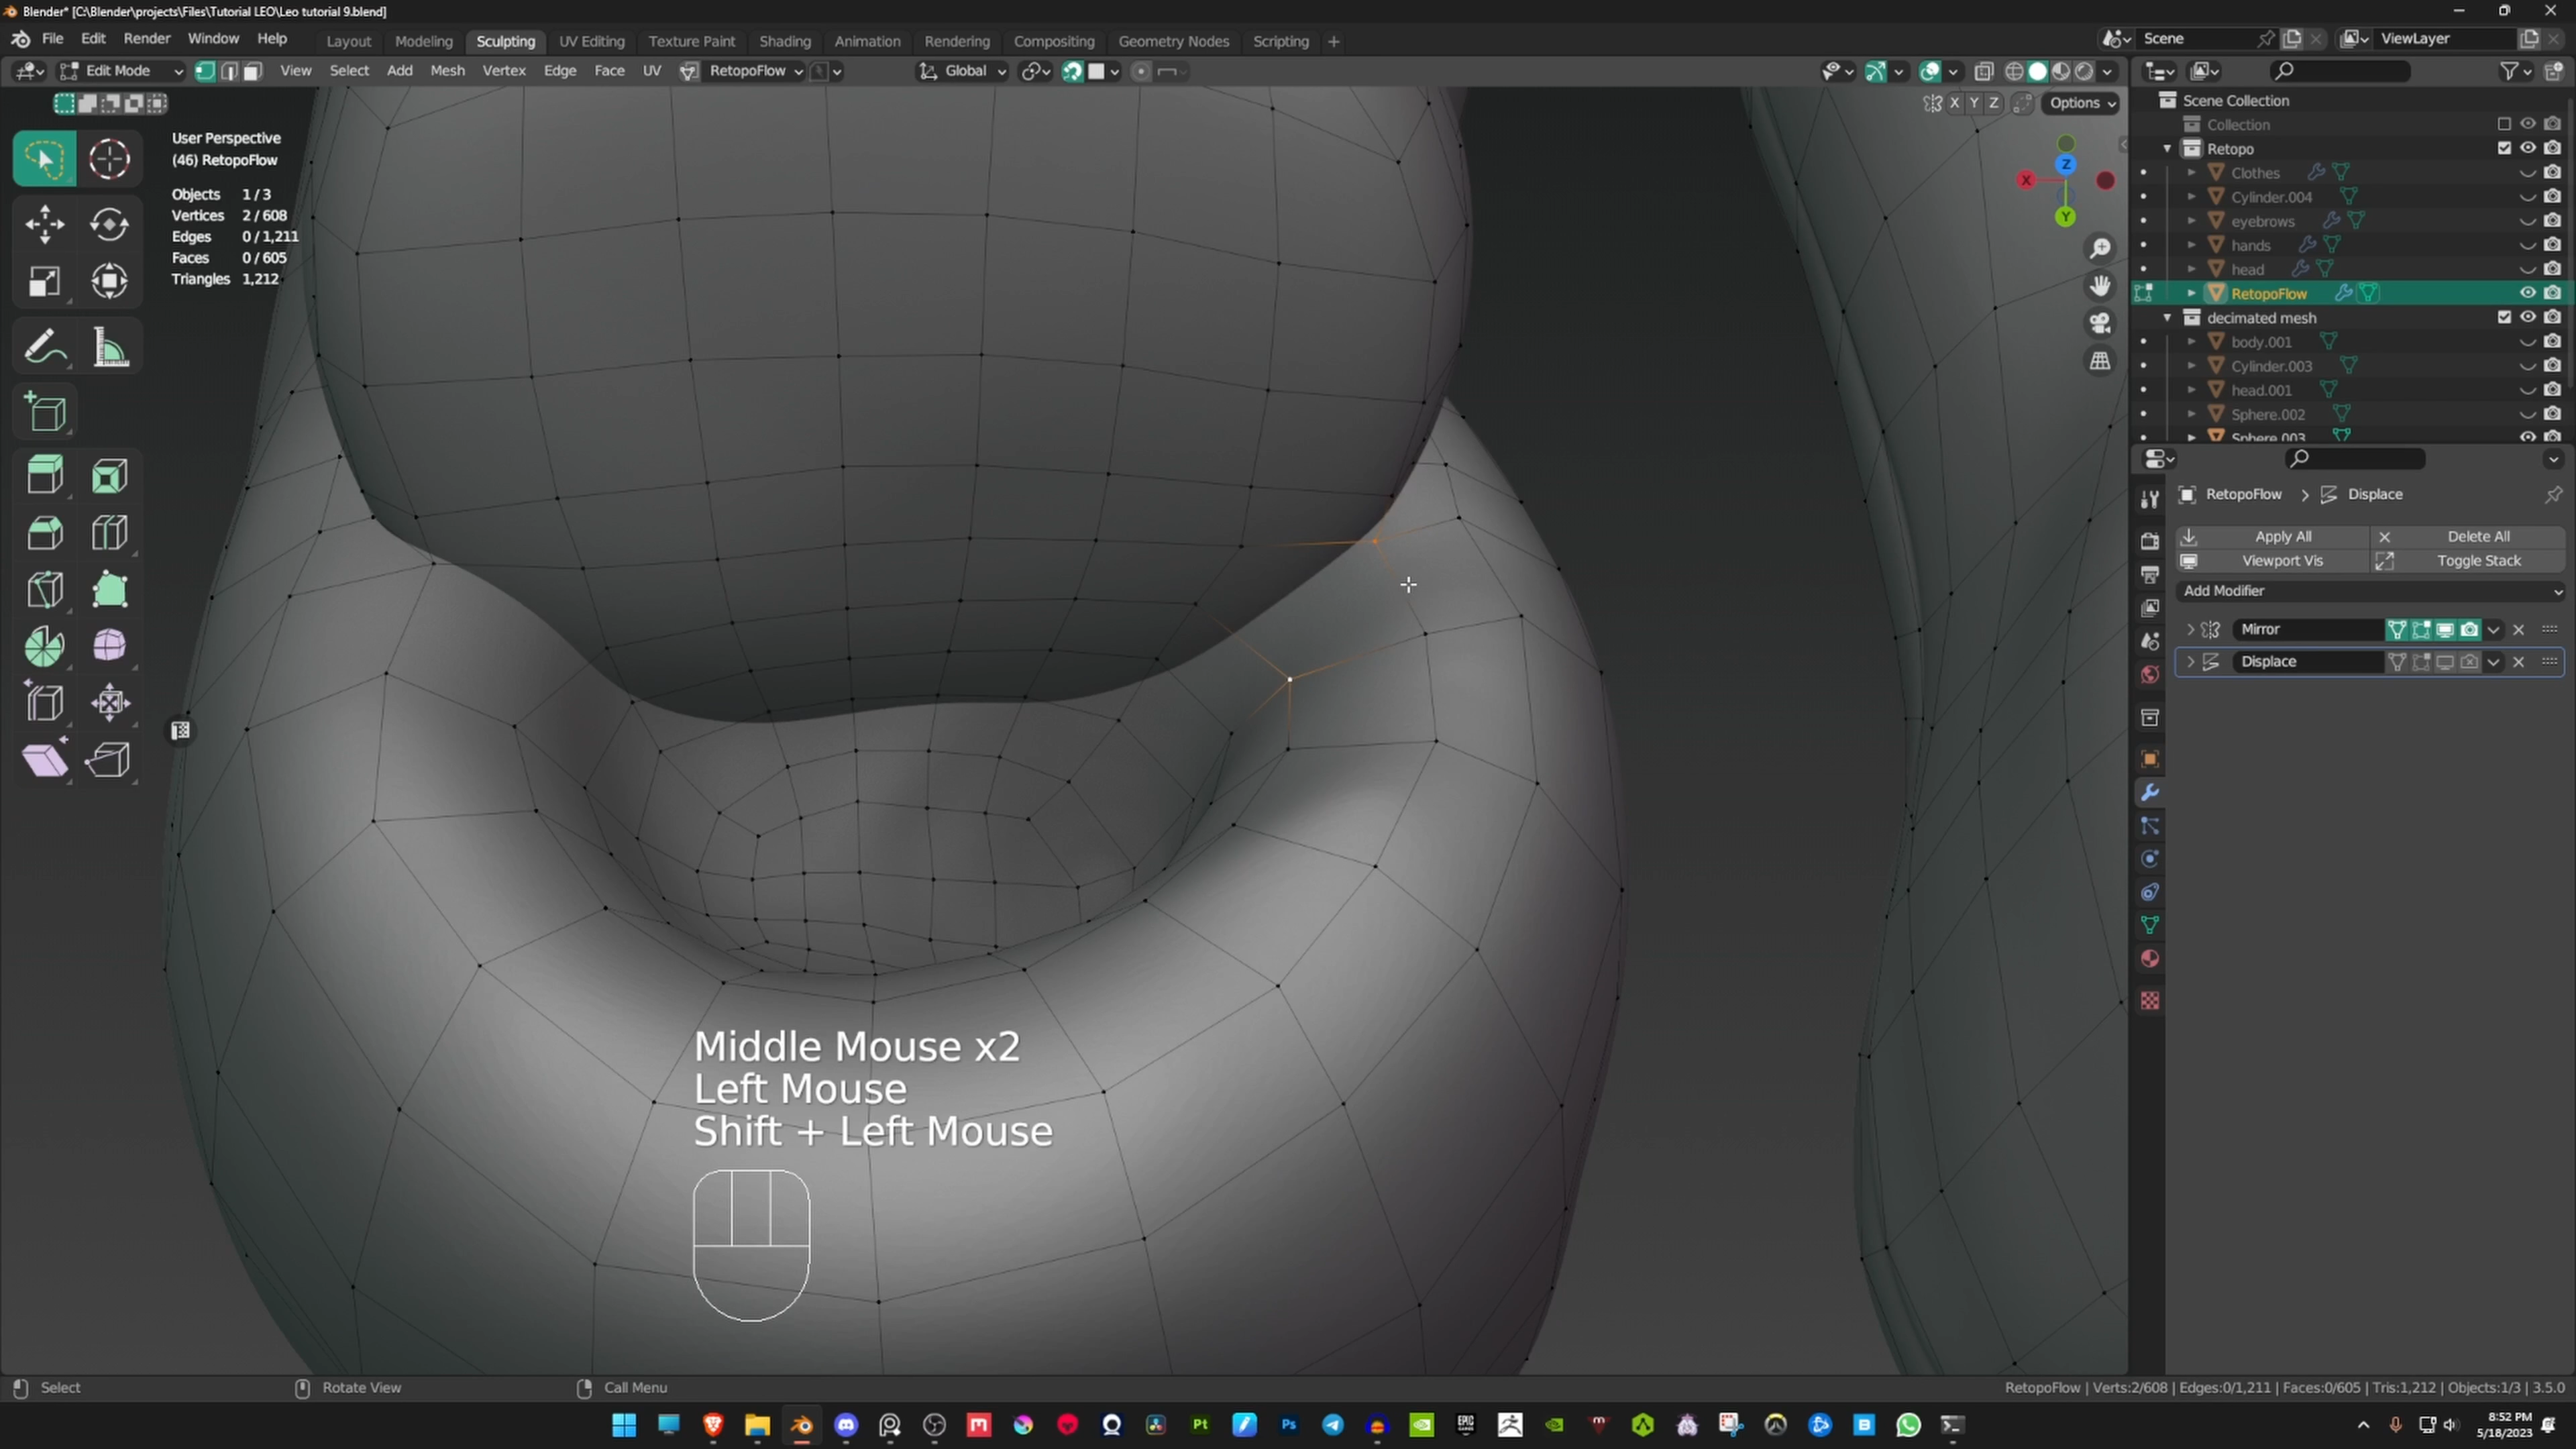 Blender* [C:\Blender\projects\Files\Tutorial LEO\Leo tutorial 9.blend]
File Edit Render Window Help Layout Modeling Sculpting UV Editing Texture Paint Shading Animation Rendering Compositing Geometry Nodes Scripting + Scene ViewLayer
Edit Mode View Select Add Mesh Vertex Edge Face UV RetopoFlow Global
X Y Z Options
User Perspective
(46) RetopoFlow
Objects 1 / 3
Vertices 2 / 608
Edges 0 / 1,211
Faces 0 / 605
Triangles 1,212
Z
X
Y
Scene Collection
Collection
Retopo
Clothes
Cylinder.004
eyebrows
hands
head
RetopoFlow
decimated mesh
body.001
Cylinder.003
head.001
Sphere.002
Sphere.003
RetopoFlow > Displace
Apply All Delete All
Viewport Vis Toggle Stack
Add Modifier
Mirror
Displace
Middle Mouse x2
Left Mouse
Shift + Left Mouse
Select Rotate View Call Menu RetopoFlow | Verts:2/608 | Edges:0/1,211 | Faces:0/605 | Tris:1,212 | Objects:1/3 | 3.5.0
Pt Ps EPIC GAMES B
8:52 PM
5/18/2023